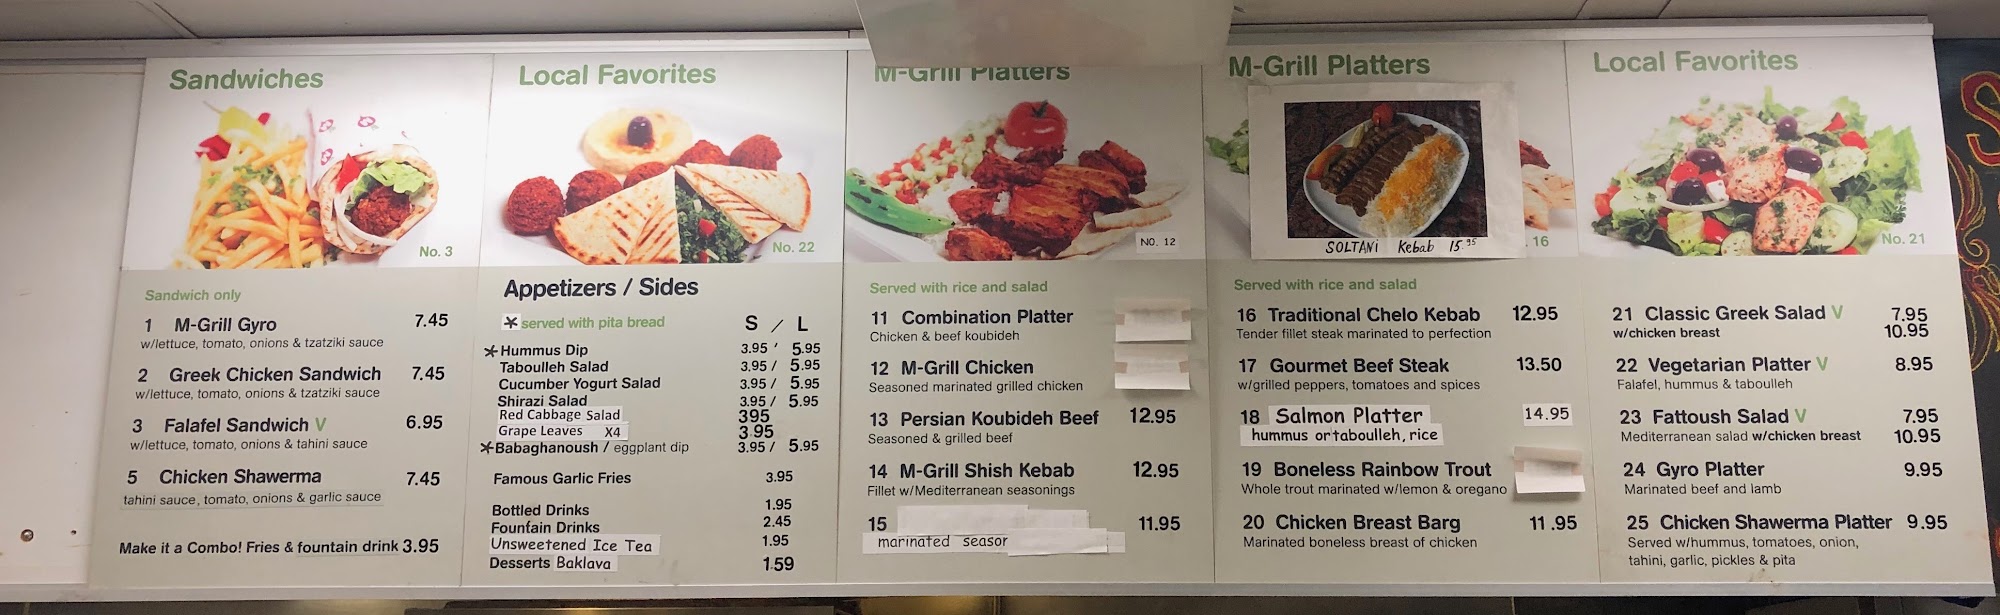 Sandwiches
No. 3
Sandwich only
1 M-Grill Gyro 7.45
w/lettuce, tomato, onions & tzatziki sauce
2 Greek Chicken Sandwich 7.45
w/lettuce, tomato, onions & tzatziki sauce
3 Falafel Sandwich V 6.95
w/lettuce, tomato, onions & tahini sauce
5 Chicken Shawerma 7.45
tahini sauce, tomato, onions & garlic sauce
Make it a Combo! Fries & fountain drink 3.95
Local Favorites
No. 22
Appetizers / Sides
* served with pita bread S / L
*Hummus Dip 3.95 / 5.95
Taboulleh Salad 3.95 / 5.95
Cucumber Yogurt Salad 3.95 / 5.95
Shirazi Salad 3.95 / 5.95
Red Cabbage Salad 395
Grape Leaves X4 3.95
*Babaghanoush / eggplant dip 3.95 / 5.95
Famous Garlic Fries 3.95
Bottled Drinks 1.95
Fountain Drinks 2.45
Unsweetened Ice Tea 1.95
Desserts Baklava 1.59
M-Grill Platters
NO. 12
Served with rice and salad
11 Combination Platter
Chicken & beef koubideh
12 M-Grill Chicken
Seasoned marinated grilled chicken
13 Persian Koubideh Beef 12.95
Seasoned & grilled beef
14 M-Grill Shish Kebab 12.95
Fillet w/Mediterranean seasonings
15 11.95
marinated seasor
M-Grill Platters
SOLTANI Kebab 15.95
. 16
Served with rice and salad
16 Traditional Chelo Kebab 12.95
Tender fillet steak marinated to perfection
17 Gourmet Beef Steak 13.50
w/grilled peppers, tomatoes and spices
18 Salmon Platter 14.95
hummus or taboulleh, rice
19 Boneless Rainbow Trout
Whole trout marinated w/lemon & oregano
20 Chicken Breast Barg 11.95
Marinated boneless breast of chicken
Local Favorites
No. 21
21 Classic Greek Salad V 7.95
w/chicken breast 10.95
22 Vegetarian Platter V 8.95
Falafel, hummus & taboulleh
23 Fattoush Salad V 7.95
Mediterranean salad w/chicken breast 10.95
24 Gyro Platter 9.95
Marinated beef and lamb
25 Chicken Shawerma Platter 9.95
Served w/hummus, tomatoes, onion,
tahini, garlic, pickles & pita